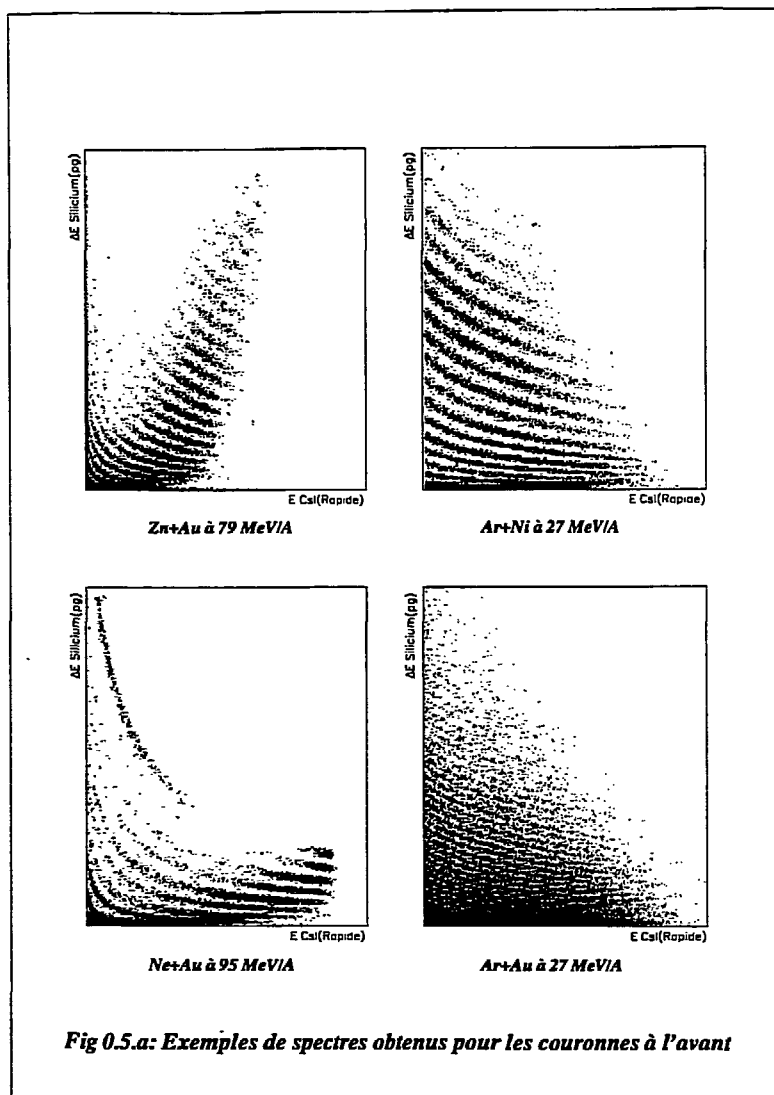 ΔE Silicium(pg)
E CsI(Rapide)
Zn+Au à 79 MeV/A
ΔE Silicium(pg)
E CsI(Rapide)
Ar+Ni à 27 MeV/A
ΔE Silicium(pg)
E CsI(Rapide)
Ne+Au à 95 MeV/A
ΔE Silicium(pg)
E CsI(Rapide)
Ar+Au à 27 MeV/A
Fig 0.5.a: Exemples de spectres obtenus pour les couronnes à l'avant